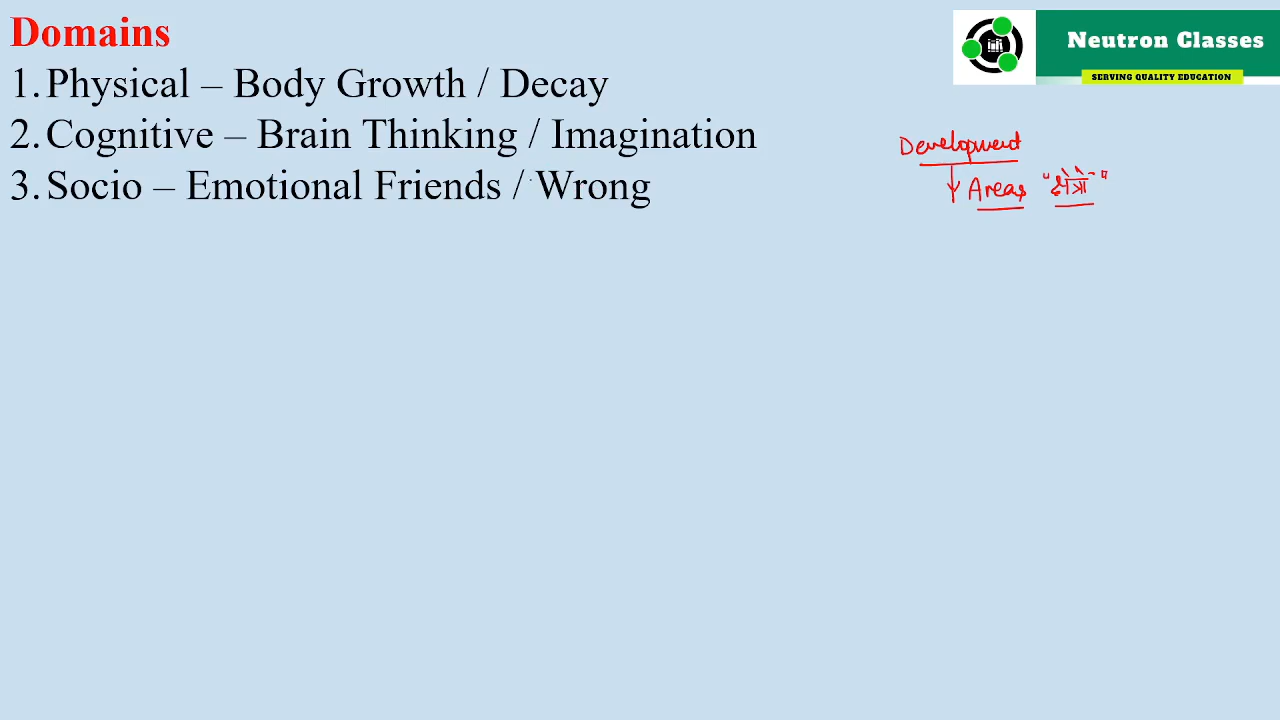 Domains
1. Physical – Body Growth / Decay
2. Cognitive – Brain Thinking / Imagination
3. Socio – Emotional Friends / Wrong
Neutron Classes
SERVING QUALITY EDUCATION
Development
Areas